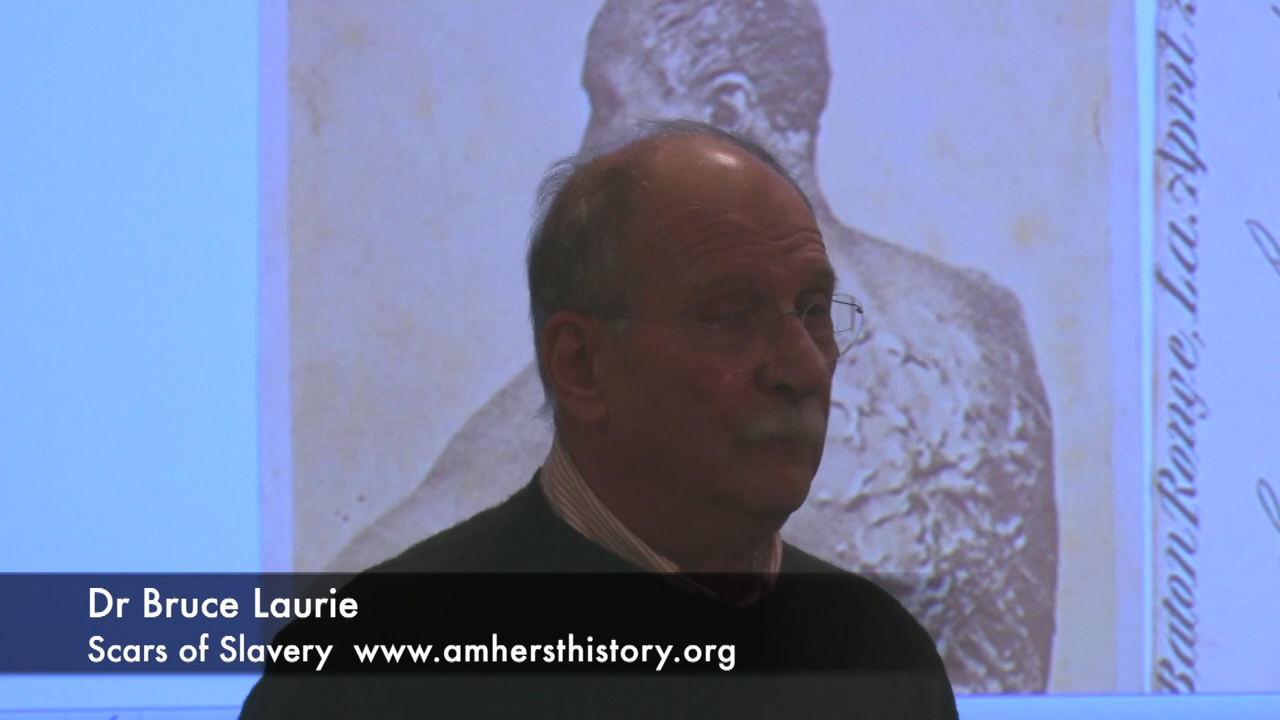 Dr Bruce Laurie
Scars of Slavery www.amhersthistory.org
Baton Rouge, La. April